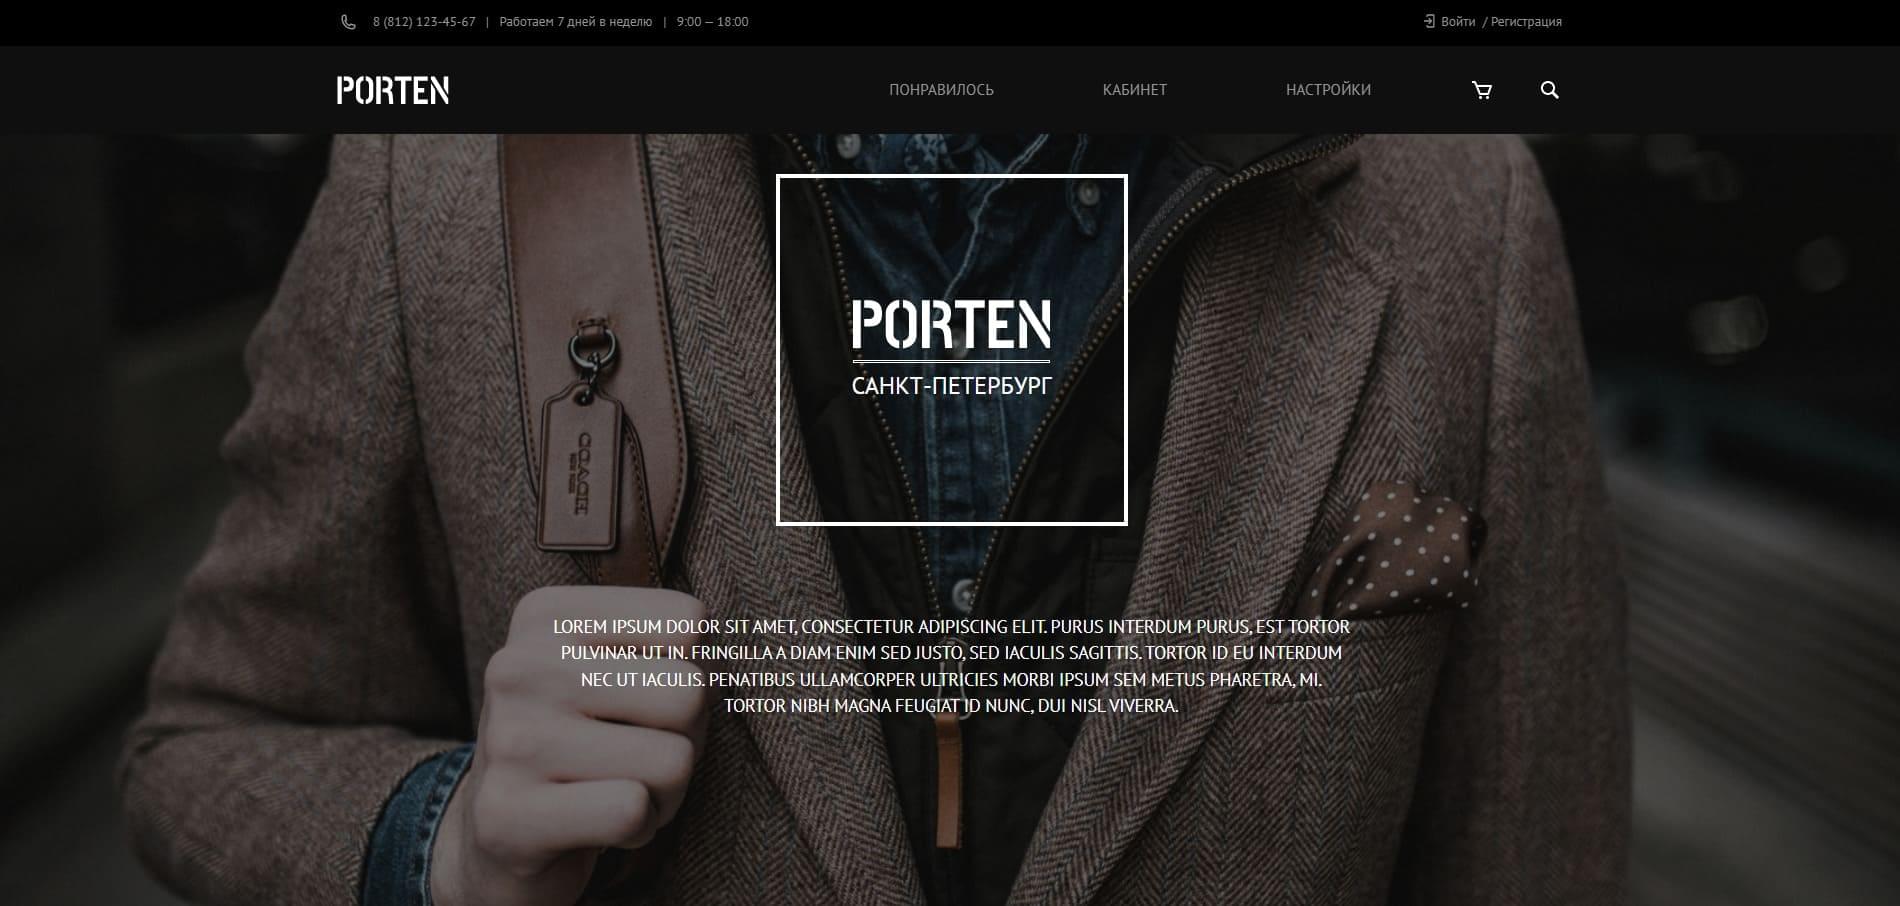 8 (812) 123-45-67 | Работаем 7 дней в неделю | 9:00 — 18:00
Войти / Регистрация
PORTEN
ПОНРАВИЛОСЬ
КАБИНЕТ
НАСТРОЙКИ
PORTEN
САНКТ-ПЕТЕРБУРГ
COACH
LOREM IPSUM DOLOR SIT AMET, CONSECTETUR ADIPISCING ELIT. PURUS INTERDUM PURUS, EST TORTOR
PULVINAR UT IN. FRINGILLA A DIAM ENIM SED JUSTO, SED IACULIS SAGITTIS. TORTOR ID EU INTERDUM
NEC UT IACULIS. PENATIBUS ULLAMCORPER ULTRICIES MORBI IPSUM SEM METUS PHARETRA, MI.
TORTOR NIBH MAGNA FEUGIAT ID NUNC, DUI NISL VIVERRA.